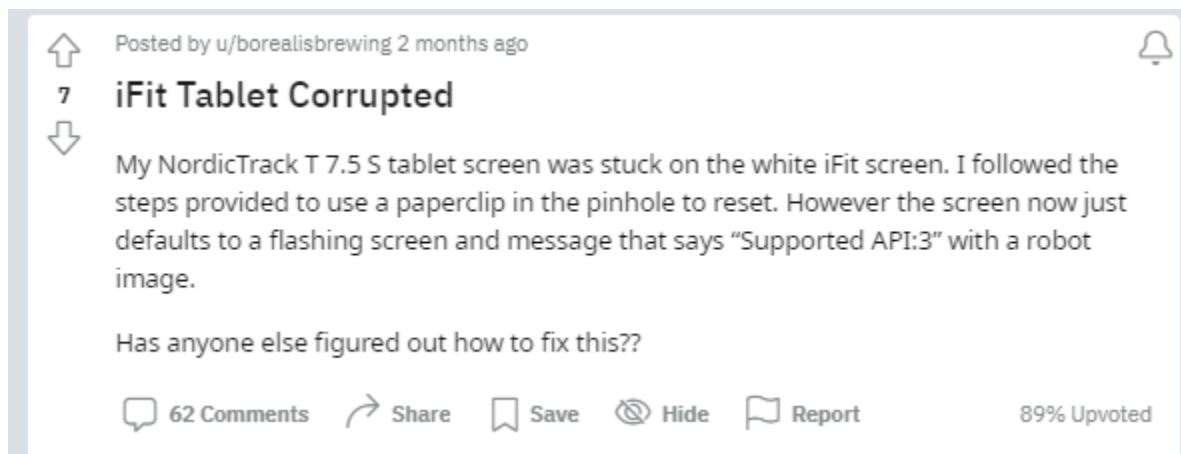 Posted by u/borealisbrewing 2 months ago
7
iFit Tablet Corrupted
My NordicTrack T 7.5 S tablet screen was stuck on the white iFit screen. I followed the
steps provided to use a paperclip in the pinhole to reset. However the screen now just
defaults to a flashing screen and message that says “Supported API:3” with a robot
image.
Has anyone else figured out how to fix this??
62 Comments Share Save Hide Report 89% Upvoted